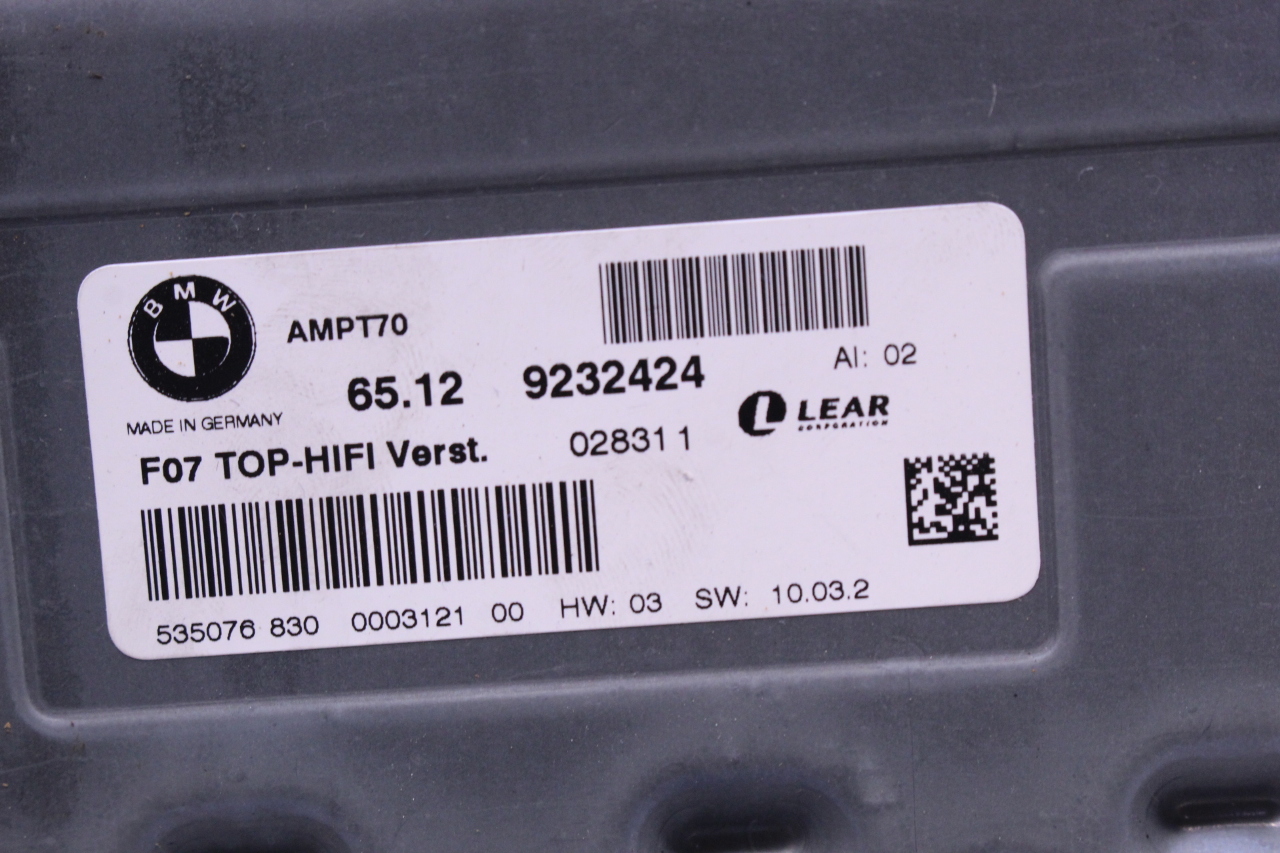 BMW
AMPT70
AI: 02
65.12 9232424
MADE IN GERMANY
LEAR
CORPORATION
F07 TOP-HIFI Verst. 028311
535076 830 0003121 00 HW: 03 SW: 10.03.2